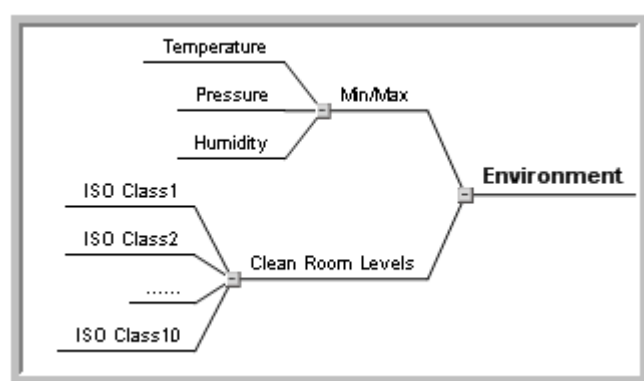 Temperature
Pressure
Min/Max
Humidity
Environment
ISO Class1
ISO Class2
Clean Room Levels
......
ISO Class10